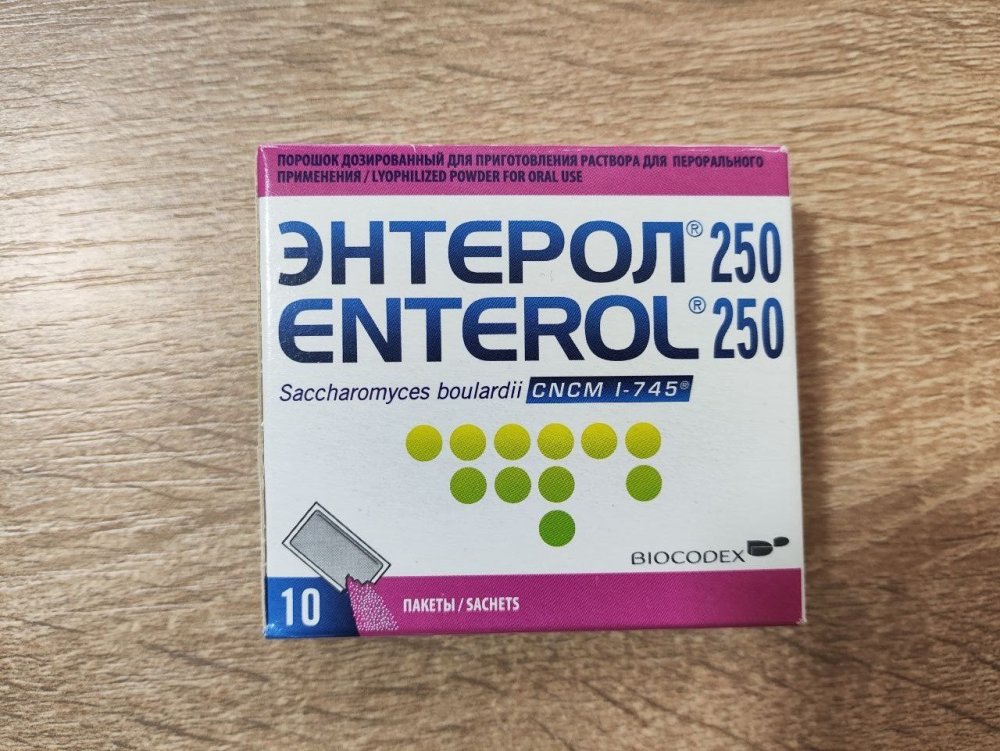 ПОРОШОК ДОЗИРОВАННЫЙ ДЛЯ ПРИГОТОВЛЕНИЯ РАСТВОРА ДЛЯ ПЕРОРАЛЬНОГО
ПРИМЕНЕНИЯ / LYOPHILIZED POWDER FOR ORAL USE
ЭНТЕРОЛ® 250
ENTEROL® 250
Saccharomyces boulardii CNCM I-745®
BIOCODEX
10 ПАКЕТЫ / SACHETS